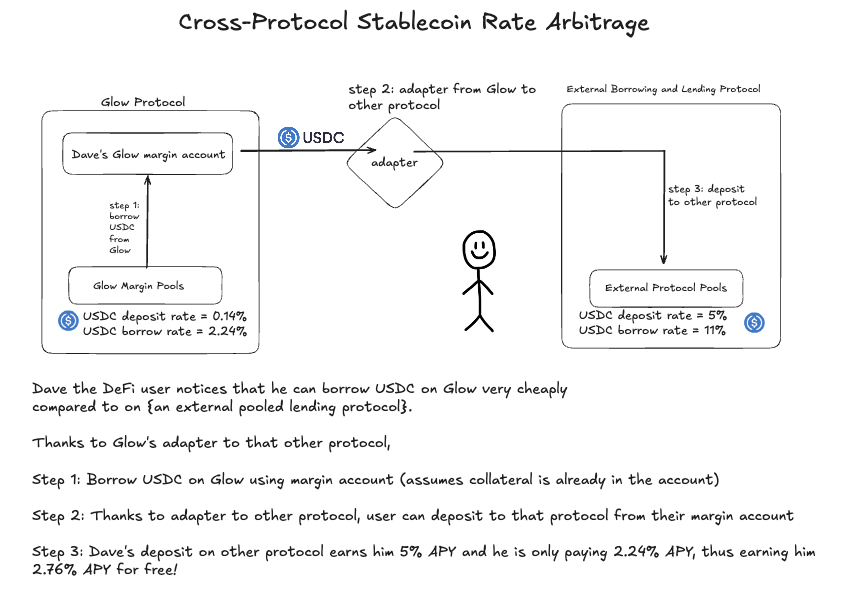 Cross-Protocol Stablecoin Rate Arbitrage
step 2: adapter from Glow to
other protocol
External Borrowing and Lending Protocol
Glow Protocol
USDC
Dave's Glow margin account
adapter
step 1:
borrow
USDC
from
Glow
step 3: deposit
to other protocol
Glow Margin Pools
External Protocol Pools
USDC deposit rate = 0.14%
USDC borrow rate = 2.24%
USDC deposit rate = 5%
USDC borrow rate = 11%
Dave the DeFi user notices that he can borrow USDC on Glow very cheaply
compared to on {an external pooled lending protocol}.
Thanks to Glow's adapter to that other protocol,
Step 1: Borrow USDC on Glow using margin account (assumes collateral is already in the account)
Step 2: Thanks to adapter to other protocol, user can deposit to that protocol from their margin account
Step 3: Dave's deposit on other protocol earns him 5% APY and he is only paying 2.24% APY, thus earning him
2.76% APY for free!